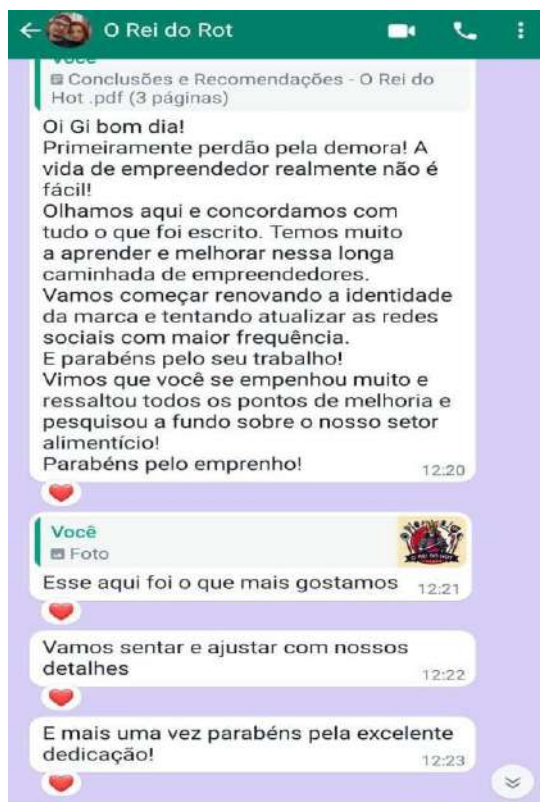 O Rei do Rot
Você
Conclusões e Recomendações - O Rei do
Hot .pdf (3 páginas)
Oi Gi bom dia!
Primeiramente perdão pela demora! A
vida de empreendedor realmente não é
fácil!
Olhamos aqui e concordamos com
tudo o que foi escrito. Temos muito
a aprender e melhorar nessa longa
caminhada de empreendedores.
Vamos começar renovando a identidade
da marca e tentando atualizar as redes
sociais com maior frequência.
E parabéns pelo seu trabalho!
Vimos que você se empenhou muito e
ressaltou todos os pontos de melhoria e
pesquisou a fundo sobre o nosso setor
alimentício!
Parabéns pelo emprenho!
12:20
Você
Foto
O REI DO HOT
Esse aqui foi o que mais gostamos 12:21
Vamos sentar e ajustar com nossos
detalhes
12:22
E mais uma vez parabéns pela excelente
dedicação!
12:23